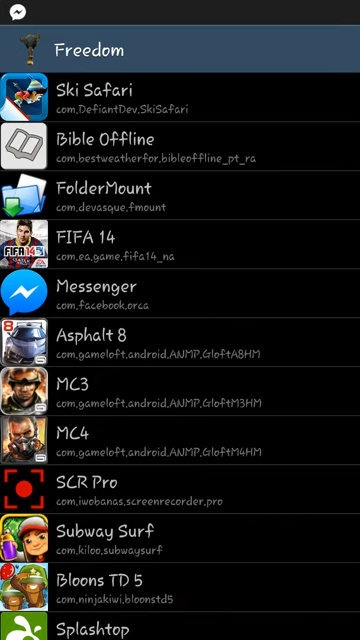 Freedom
Ski Safari
com.DefiantDev.SkiSafari
Bible Offline
com.bestweatherfor.bibleoffline_pt_ra
FolderMount
com.devasque.fmount
FIFA 14
com.ea.game.fifa14_na
FIFA 14
Messenger
com.facebook.orca
8
Asphalt 8
com.gameloft.android.ANMP.GloftA8HM
MC3
com.gameloft.android.ANMP.GloftM3HM
MC4
com.gameloft.android.ANMP.GloftM4HM
SCR Pro
com.iwobanas.screenrecorder.pro
Subway Surf
com.kiloo.subwaysurf
Bloons TD 5
com.ninjakiwi.bloonstd5
Splashtop